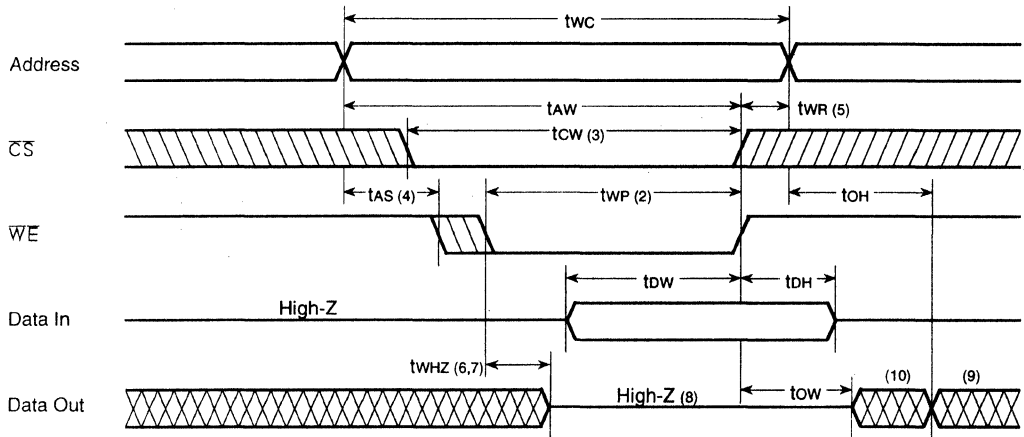 tWC
Address
tAW
tWR (5)
tCW (3)
CS
tAS (4)
tWP (2)
tOH
WE
tDW
tDH
High-Z
Data In
tWHZ (6,7)
(10)
(9)
High-Z (8)
tOW
Data Out